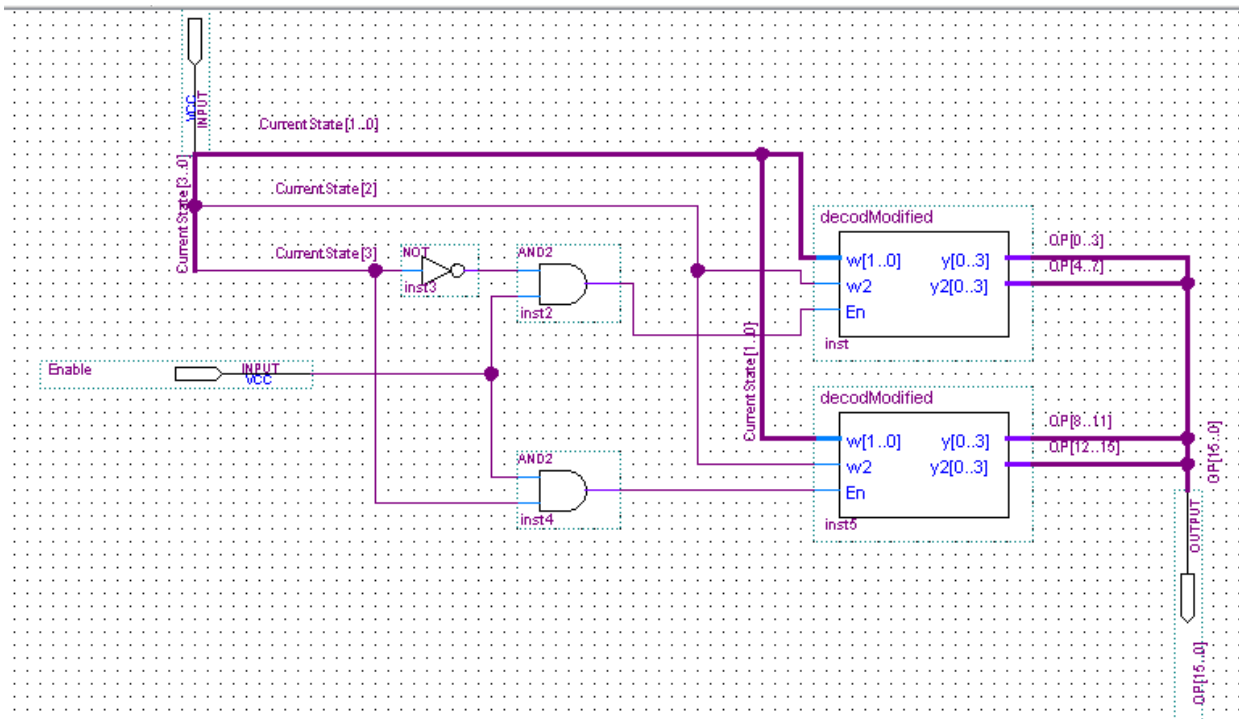 VCC
INPUT
CurrentState[1..0]
CurrentState[3..0]
CurrentState[2]
CurrentState[3]
NOT
inst3
AND2
inst2
decodModified
w[1..0] y[0..3]
w2 y2[0..3]
En
inst
OP[0..3]
OP[4..7]
Enable
INPUT
VCC
CurrentState[1..0]
decodModified
w[1..0] y[0..3]
w2 y2[0..3]
En
inst5
OP[8..11]
OP[12..15]
OP[15..0]
AND2
inst4
OUTPUT
OP[15..0]